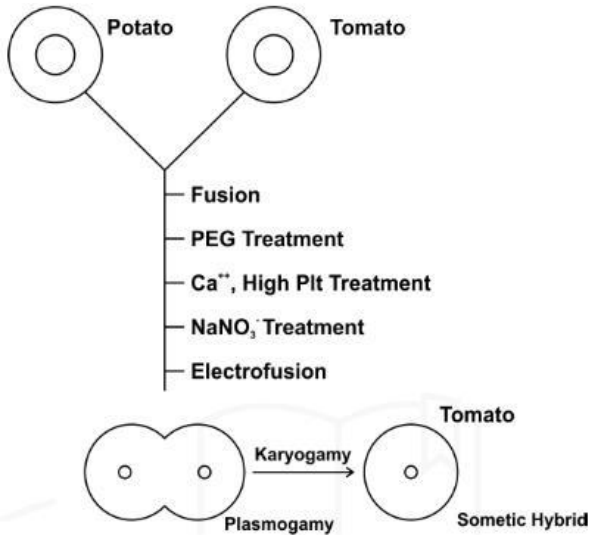 Potato
Tomato
Fusion
PEG Treatment
Ca⁺⁺, High Plt Treatment
NaNO₃⁻ Treatment
Electrofusion
Tomato
Karyogamy
Plasmogamy
Sometic Hybrid